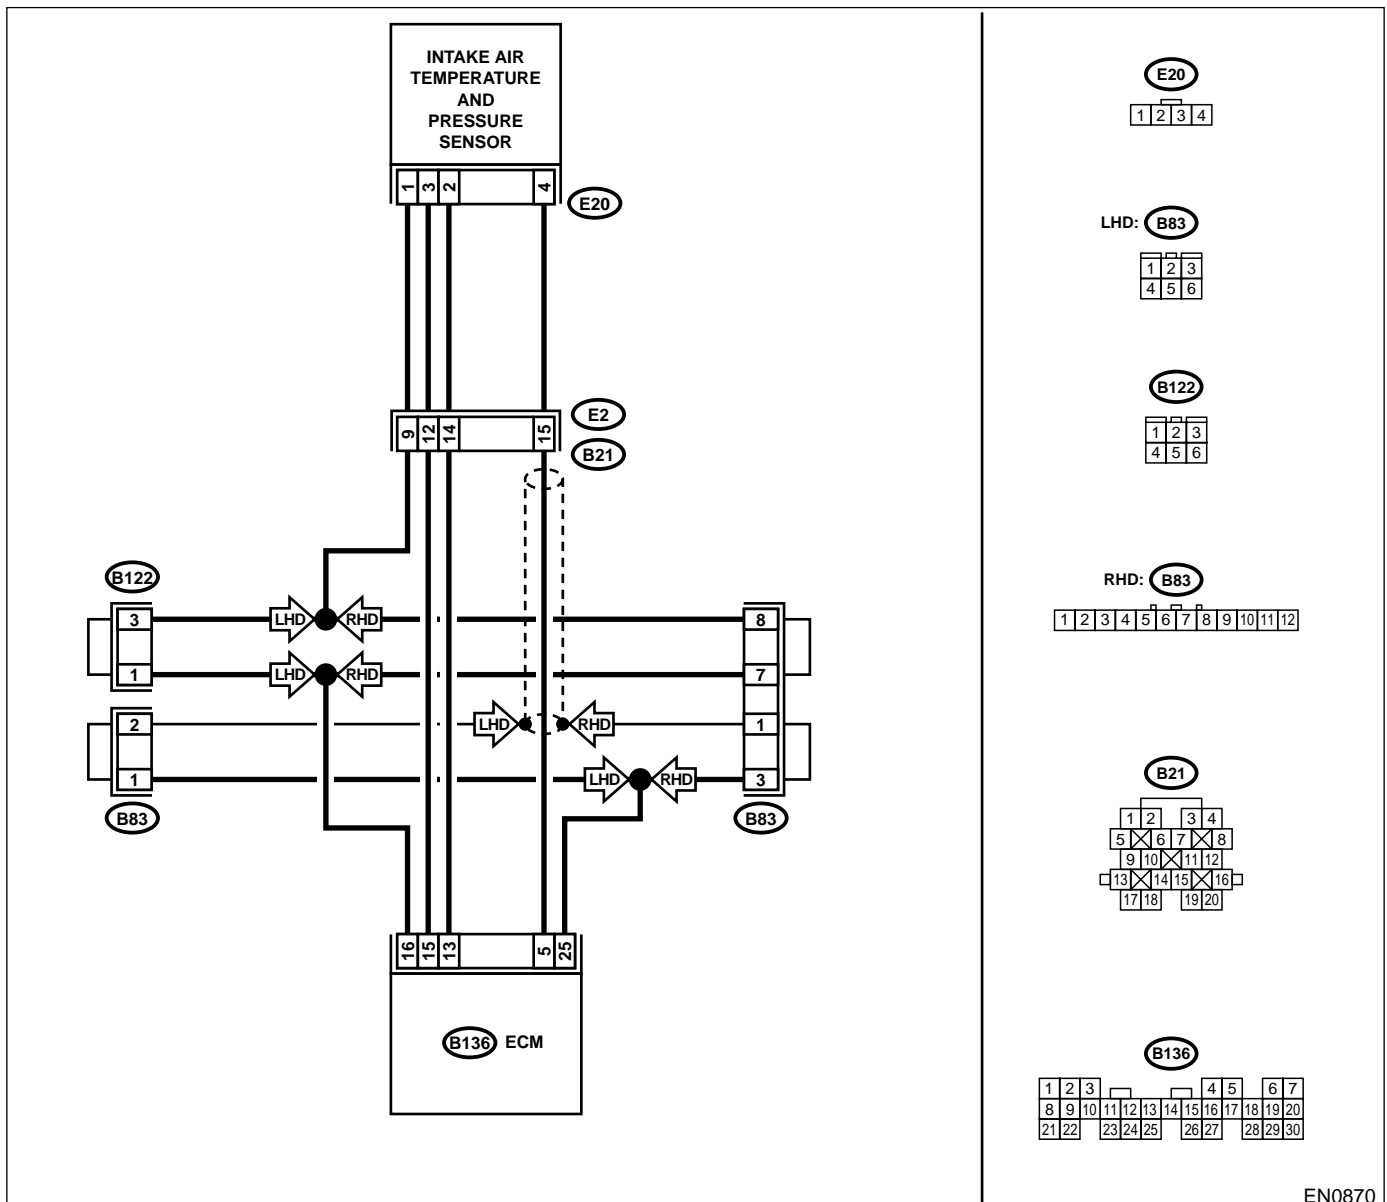 INTAKE AIR
TEMPERATURE
AND
PRESSURE
SENSOR
1 3 2 4
E20
9 12 14 15
E2
B21
B122
3 LHD RHD 8
1 LHD RHD 7
2 LHD RHD 1
1 LHD RHD 3
B83 B83
16 15 13 5 25
B136 ECM
E20
1 2 3 4
LHD: B83
1 2 3
4 5 6
B122
1 2 3
4 5 6
RHD: B83
1 2 3 4 5 6 7 8 9 10 11 12
B21
1 2 3 4
5 6 7 8
9 10 11 12
13 14 15 16
17 18 19 20
B136
1 2 3 4 5 6 7
8 9 10 11 12 13 14 15 16 17 18 19 20
21 22 23 24 25 26 27 28 29 30
EN0870